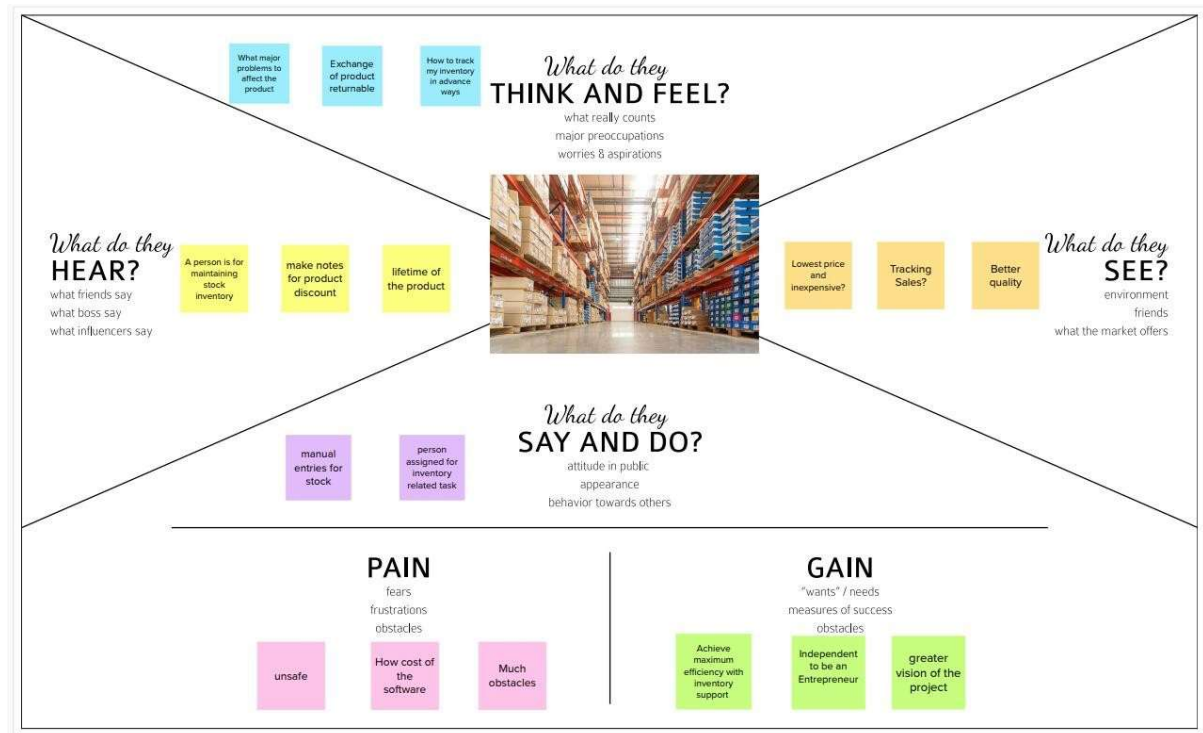 What major
problems to
affect the
product
Exchange
of product
returnable
How to track
my inventory
in advance
ways
What do they
THINK AND FEEL?
what really counts
major preoccupations
worries & aspirations
What do they
HEAR?
what friends say
what boss say
what influencers say
A person is for
maintaining
stock
inventory
make notes
for product
discount
lifetime of
the product
Lowest price
and
inexpensive?
Tracking
Sales?
Better
quality
What do they
SEE?
environment
friends
what the market offers
What do they
SAY AND DO?
attitude in public
appearance
behavior towards others
manual
entries for
stock
person
assigned for
inventory
related task
PAIN
fears
frustrations
obstacles
unsafe
How cost of
the
software
Much
obstacles
GAIN
"wants" / needs
measures of success
obstacles
Achieve
maximum
efficiency with
inventory
support
Independent
to be an
Entrepreneur
greater
vision of the
project